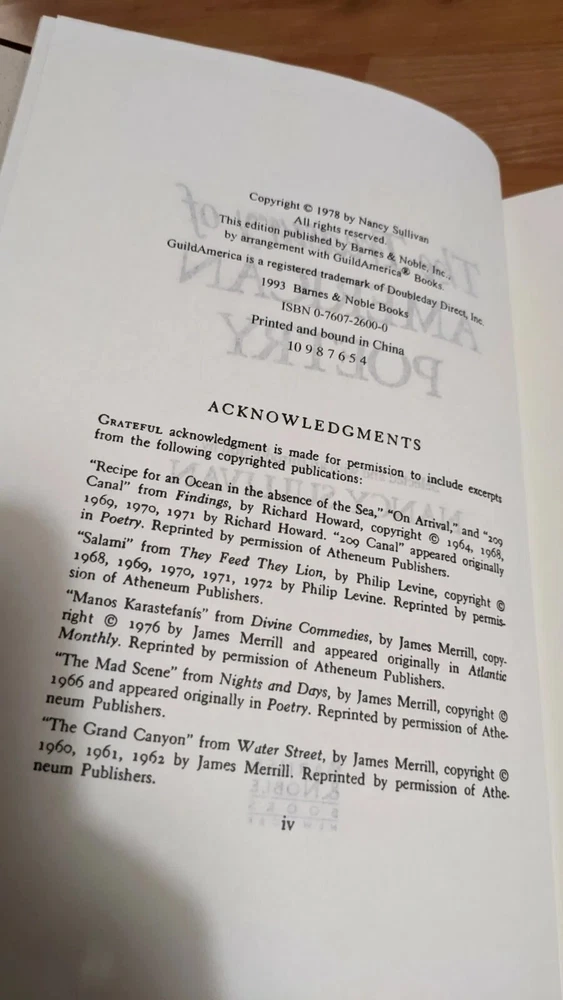 Copyright © 1978 by Nancy Sullivan
All rights reserved.
This edition published by Barnes & Noble, Inc.,
by arrangement with GuildAmerica® Books.
GuildAmerica is a registered trademark of Doubleday Direct, Inc.
1993 Barnes & Noble Books
ISBN 0-7607-2600-0
Printed and bound in China
10 9 8 7 6 5 4
ACKNOWLEDGMENTS
GRATEFUL acknowledgment is made for permission to include excerpts
from the following copyrighted publications:
"Recipe for an Ocean in the absence of the Sea," "On Arrival," and "209
Canal" from Findings, by Richard Howard, copyright © 1964, 1968,
1969, 1970, 1971 by Richard Howard. "209 Canal" appeared originally
in Poetry. Reprinted by permission of Atheneum Publishers.
"Salami" from They Feed They Lion, by Philip Levine, copyright ©
1968, 1969, 1970, 1971, 1972 by Philip Levine. Reprinted by permis-
sion of Atheneum Publishers.
"Manos Karastefanís" from Divine Commedies, by James Merrill, copy-
right © 1976 by James Merrill and appeared originally in Atlantic
Monthly. Reprinted by permission of Atheneum Publishers.
"The Mad Scene" from Nights and Days, by James Merrill, copyright ©
1966 and appeared originally in Poetry. Reprinted by permission of Athe-
neum Publishers.
"The Grand Canyon" from Water Street, by James Merrill, copyright ©
1960, 1961, 1962 by James Merrill. Reprinted by permission of Athe-
neum Publishers.
iv